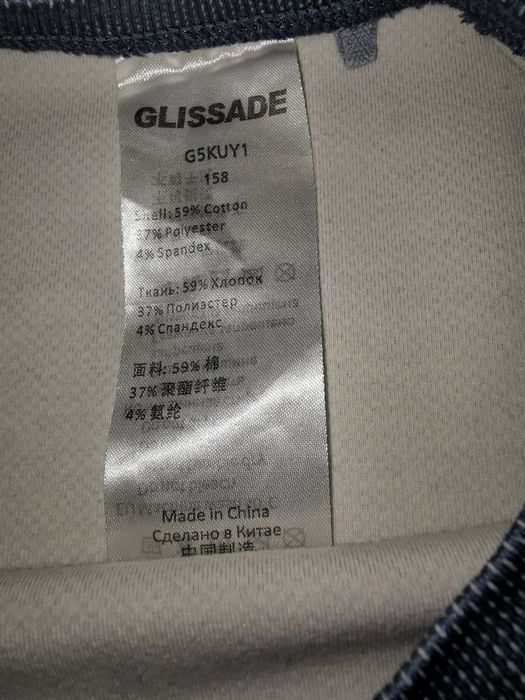 GLISSADE
G5KUY1
158
Shell: 59% Cotton
37% Polyester
4% Spandex
Ткань: 59% Хлопок
37% Полиэстер
4% Спандекс
面料: 59% 棉
37% 聚酯纤维
4% 氨纶
Made in China
Сделано в Китае
中国制造